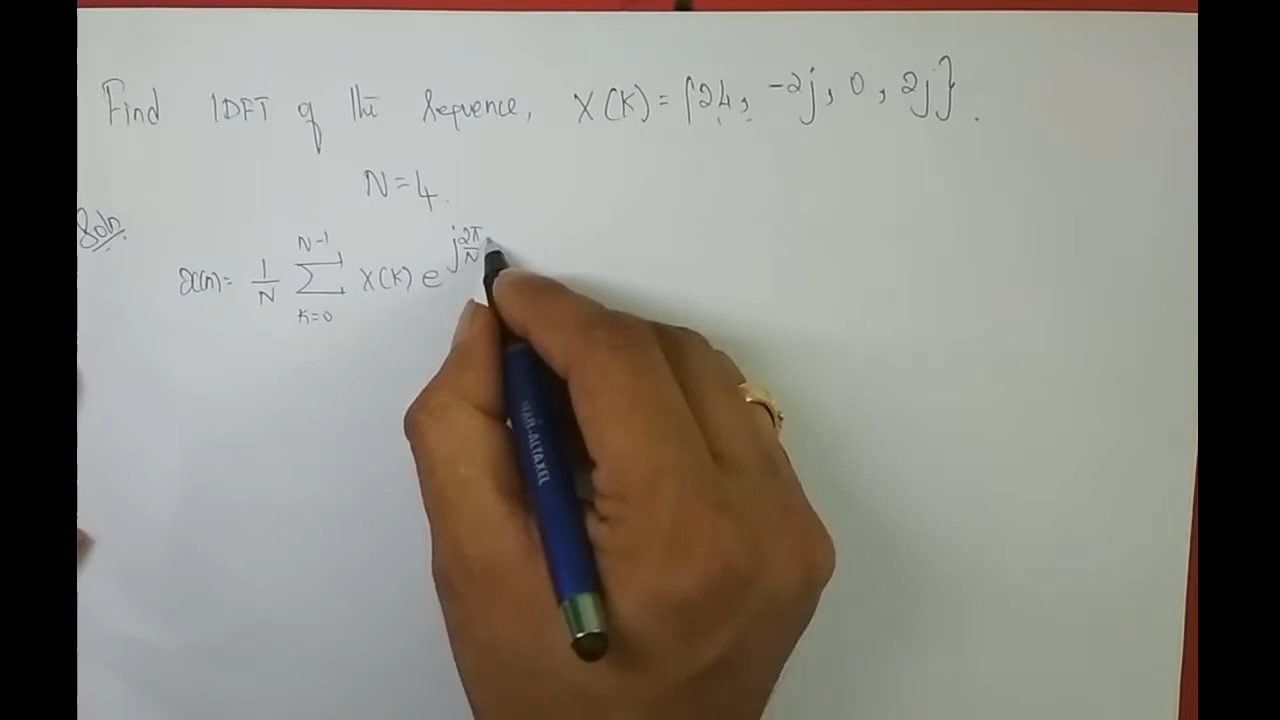 Find IDFT of the Sequence, X(K) = {24, -2j, 0, 2j}.
N=4.
Soln
x(n)= 1/N Σ N-1 K=0 X(K) e j2π/N